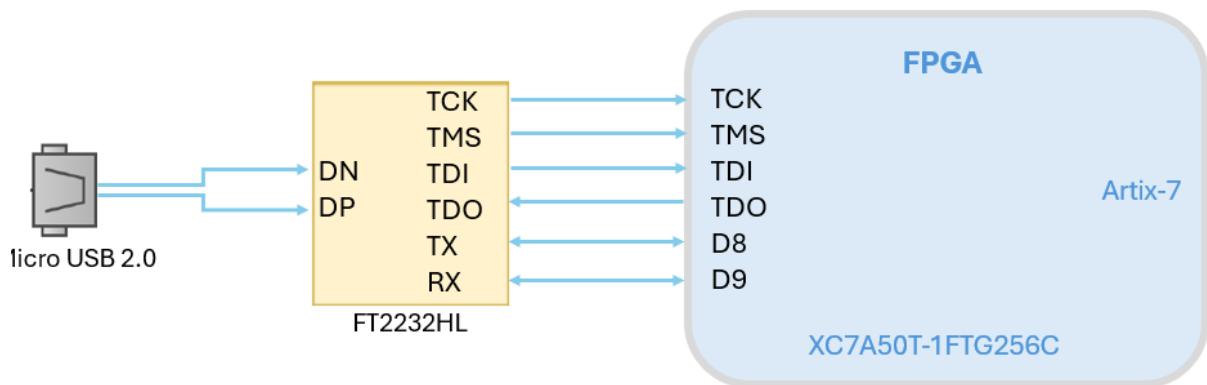 FPGA
TCK
TMS
TDI
TDO
TX
RX
DN
DP
FT2232HL
icro USB 2.0
TCK
TMS
TDI
TDO
D8
D9
Artix-7
XC7A50T-1FTG256C